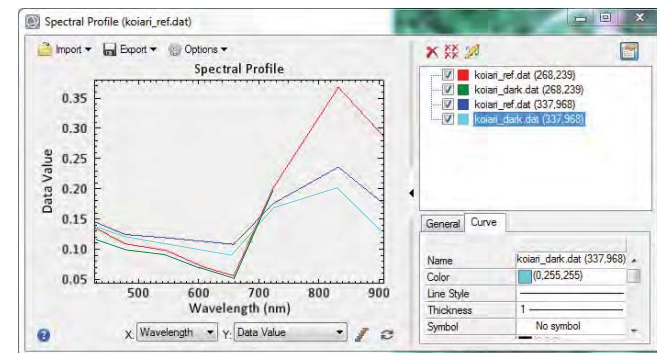 Spectral Profile (koiari_ref.dat)
Import Export Options
Spectral Profile
0.35
0.30
0.25
0.20
0.15
0.10
0.05
Data Value
500 600 700 800 900
Wavelength (nm)
X: Wavelength Y: Data Value
koiari_ref.dat (268,239)
koiari_dark.dat (268,239)
koiari_ref.dat (337,968)
koiari_dark.dat (337,968)
General Curve
Name koiari_dark.dat (337,968)
Color (0,255,255)
Line Style
Thickness 1
Symbol No symbol